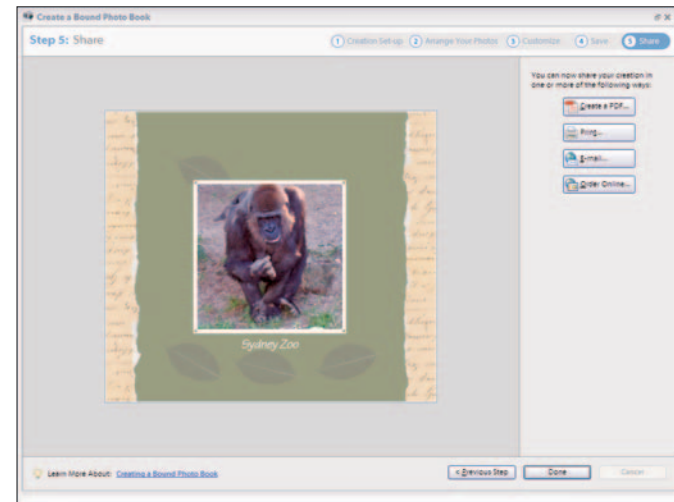 Create a Bound Photo Book
Step 5: Share
1 Creation Set-up 2 Arrange Your Photos 3 Customize 4 Save 5 Share
You can now share your creation in
one or more of the following ways:
Create a PDF...
Print...
E-mail...
Order Online...
Sydney Zoo
Learn More About: Creating a Bound Photo Book
< Previous Step
Done
Cancel